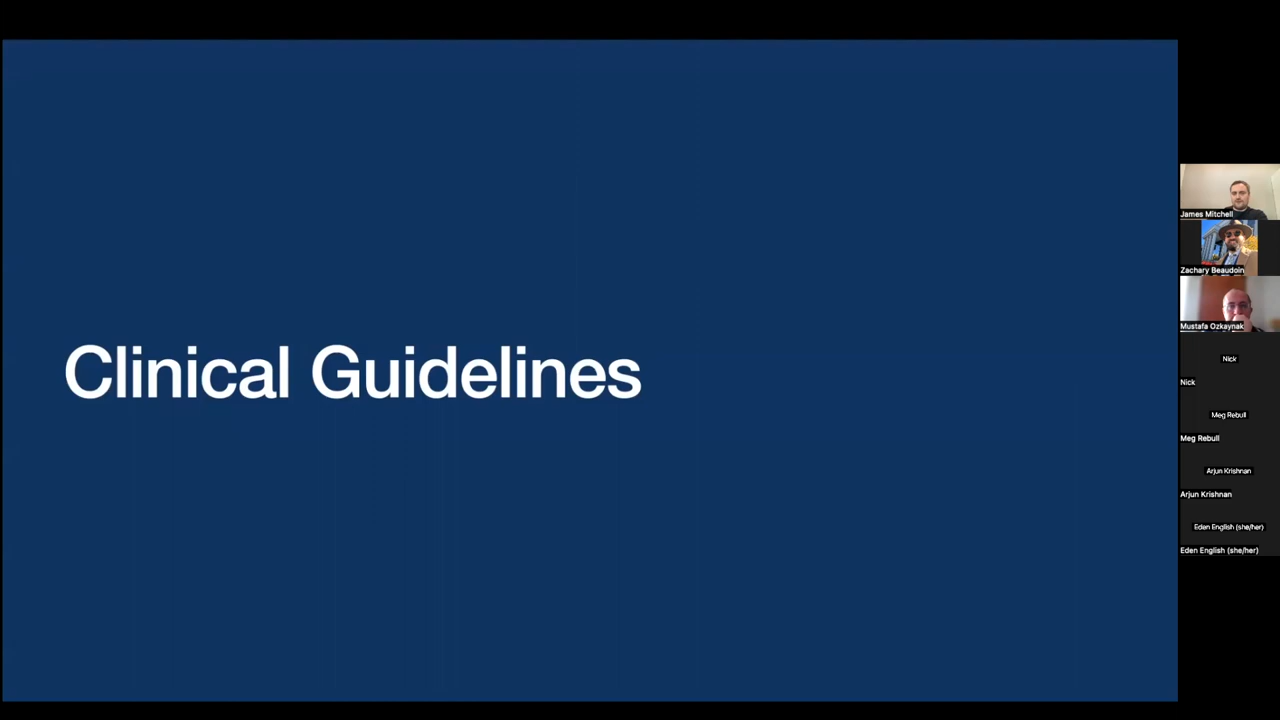 Clinical Guidelines
James Mitchell
Zachary Beaudoin
Mustafa Ozkaynak
Nick
Nick
Meg Rebull
Meg Rebull
Arjun Krishnan
Arjun Krishnan
Eden English (she/her)
Eden English (she/her)